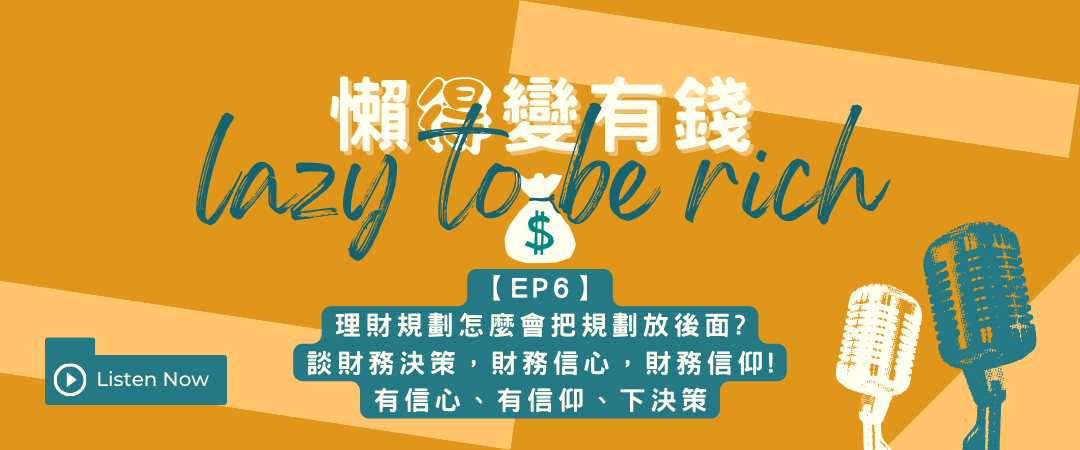 懶得變有錢
lazy to be rich
$
【EP6】
理財規劃怎麼會把規劃放後面?
談財務決策，財務信心，財務信仰!
有信心、有信仰、下決策
Listen Now